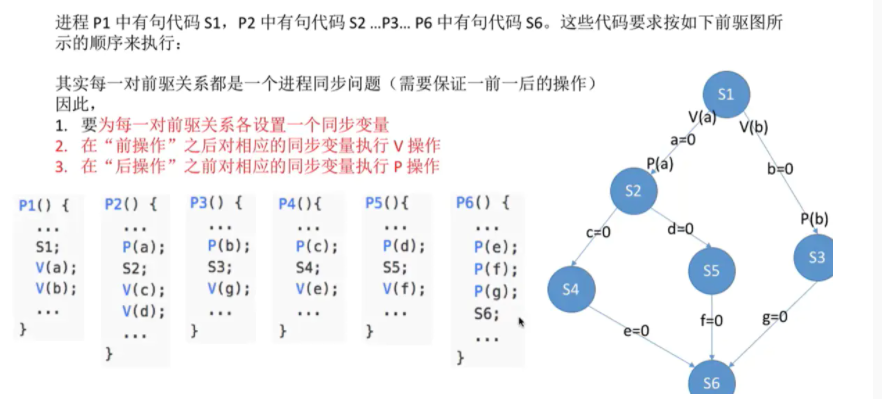 进程 P1 中有句代码 S1，P2 中有句代码 S2 ...P3... P6 中有句代码 S6。这些代码要求按如下前驱图所
示的顺序来执行：
其实每一对前驱关系都是一个进程同步问题（需要保证一前一后的操作）
因此，
1. 要为每一对前驱关系各设置一个同步变量
2. 在“前操作”之后对相应的同步变量执行 V 操作
3. 在“后操作”之前对相应的同步变量执行 P 操作
P1() {
...
S1;
V(a);
V(b);
...
}
P2() {
...
P(a);
S2;
V(c);
V(d);
...
}
P3() {
...
P(b);
S3;
V(g);
...
}
P4(){
...
P(c);
S4;
V(e);
...
}
P5(){
...
P(d);
S5;
V(f);
...
}
P6() {
...
P(e);
P(f);
P(g);
S6;
...
}
S1
V(a)
V(b)
a=0
P(a)
b=0
S2
P(b)
c=0
d=0
S3
S5
S4
e=0
f=0
g=0
S6